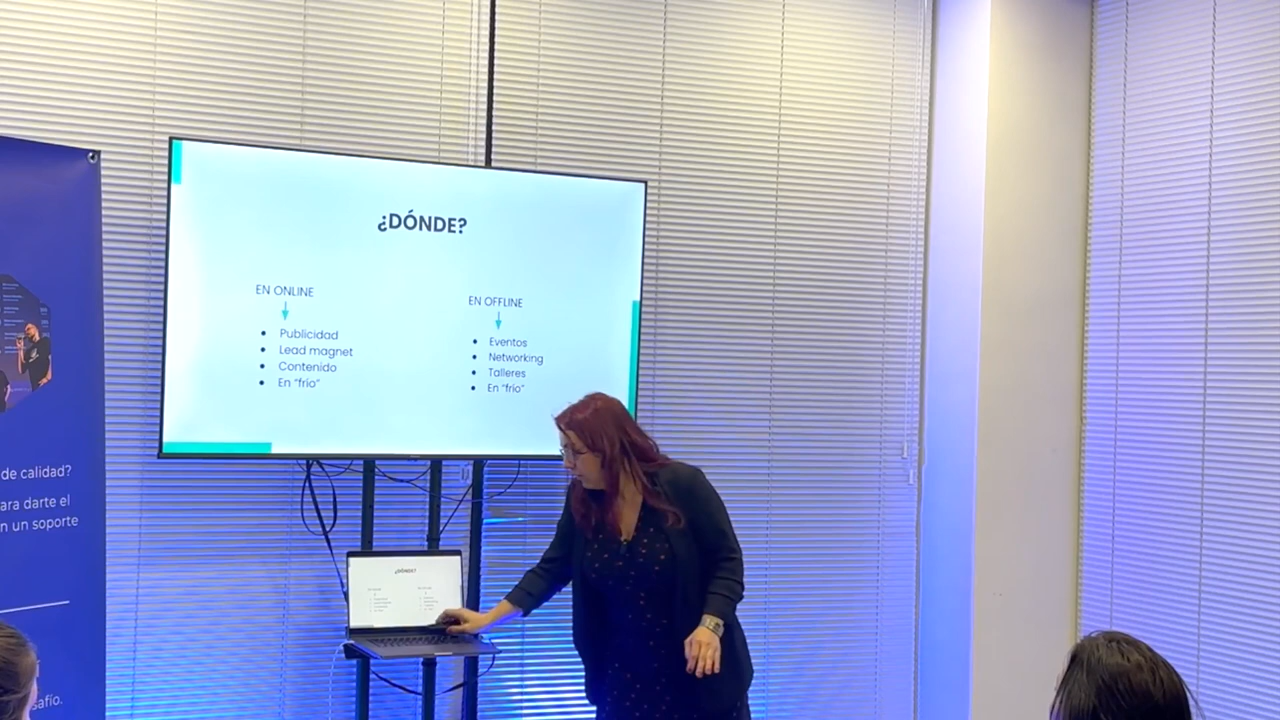 ¿DÓNDE?
EN ONLINE
• Publicidad
• Lead magnet
• Contenido
• En "frío"
EN OFFLINE
• Eventos
• Networking
• Talleres
• En "frío"
de calidad?
ara darte el
n un soporte
safío.
¿DÓNDE?